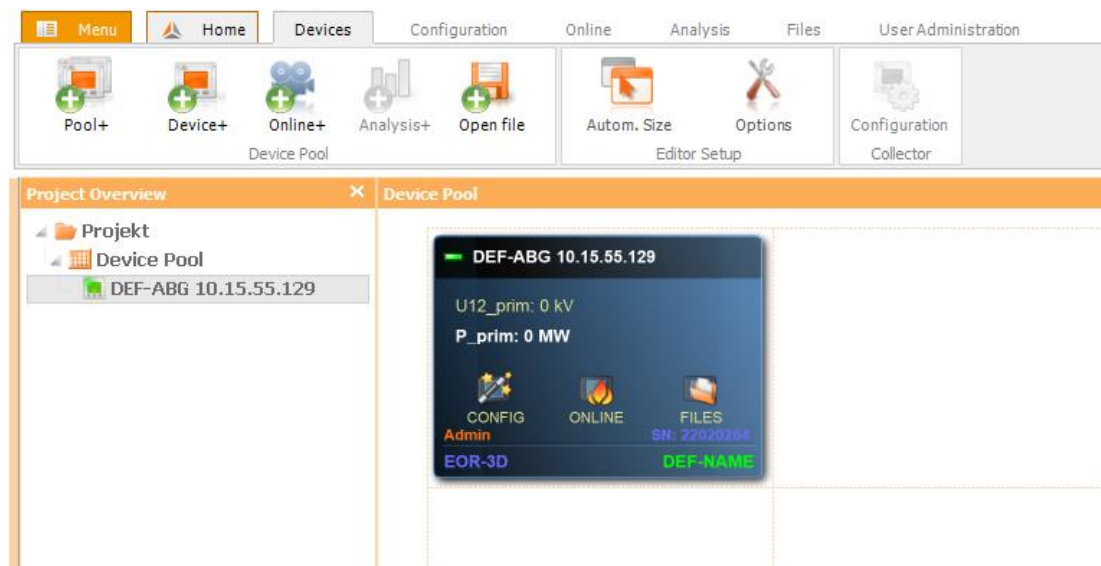 Menu Home Devices Configuration Online Analysis Files User Administration
Pool+ Device+ Online+ Analysis+ Open file Autom. Size Options Configuration
Device Pool Editor Setup Collector
Project Overview Device Pool
Projekt
Device Pool
DEF-ABG 10.15.55.129
DEF-ABG 10.15.55.129
U12_prim: 0 kV
P_prim: 0 MW
CONFIG ONLINE FILES
Admin SN: 22020264
EOR-3D DEF-NAME